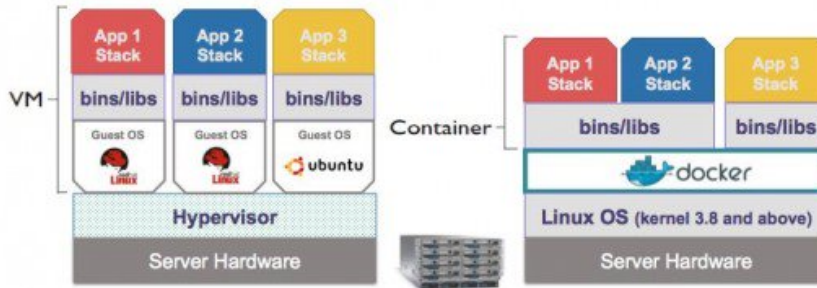 App 1
Stack
App 2
Stack
App 3
Stack
VM
bins/libs
bins/libs
bins/libs
Guest OS
Guest OS
Guest OS
Linux
Linux
ubuntu
Hypervisor
Server Hardware
App 1
Stack
App 2
Stack
App 3
Stack
Container
bins/libs
bins/libs
docker
Linux OS (kernel 3.8 and above)
Server Hardware